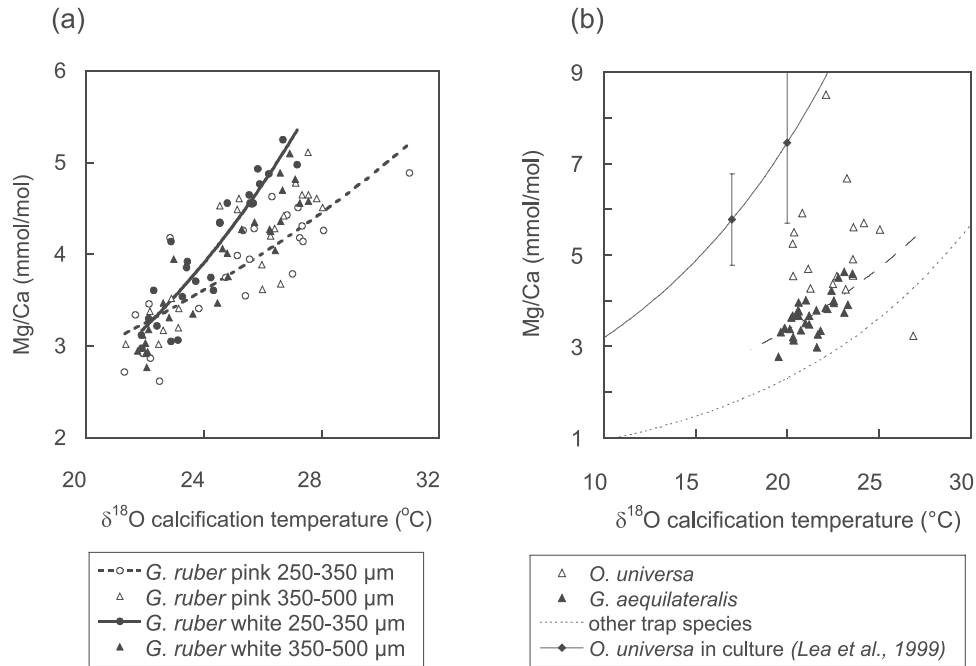 (a)
6
5
4
3
2
Mg/Ca (mmol/mol)
20
24
28
32
δ18O calcification temperature (oC)
G. ruber pink 250-350 μm
G. ruber pink 350-500 μm
G. ruber white 250-350 μm
G. ruber white 350-500 μm
(b)
9
7
5
3
1
Mg/Ca (mmol/mol)
10
15
20
25
30
δ18O calcification temperature (°C)
O. universa
G. aequilateralis
other trap species
O. universa in culture (Lea et al., 1999)